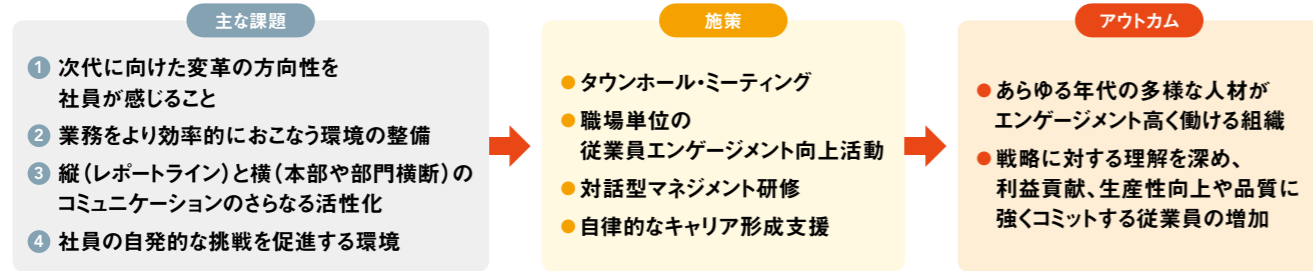 主な課題
1 次代に向けた変革の方向性を
社員が感じること
2 業務をより効率的におこなう環境の整備
3 縦(レポートライン)と横(本部や部門横断)の
コミュニケーションのさらなる活性化
4 社員の自発的な挑戦を促進する環境
施策
●タウンホール・ミーティング
●職場単位の
従業員エンゲージメント向上活動
●対話型マネジメント研修
●自律的なキャリア形成支援
アウトカム
●あらゆる年代の多様な人材が
エンゲージメント高く働ける組織
●戦略に対する理解を深め、
利益貢献、生産性向上や品質に
強くコミットする従業員の増加